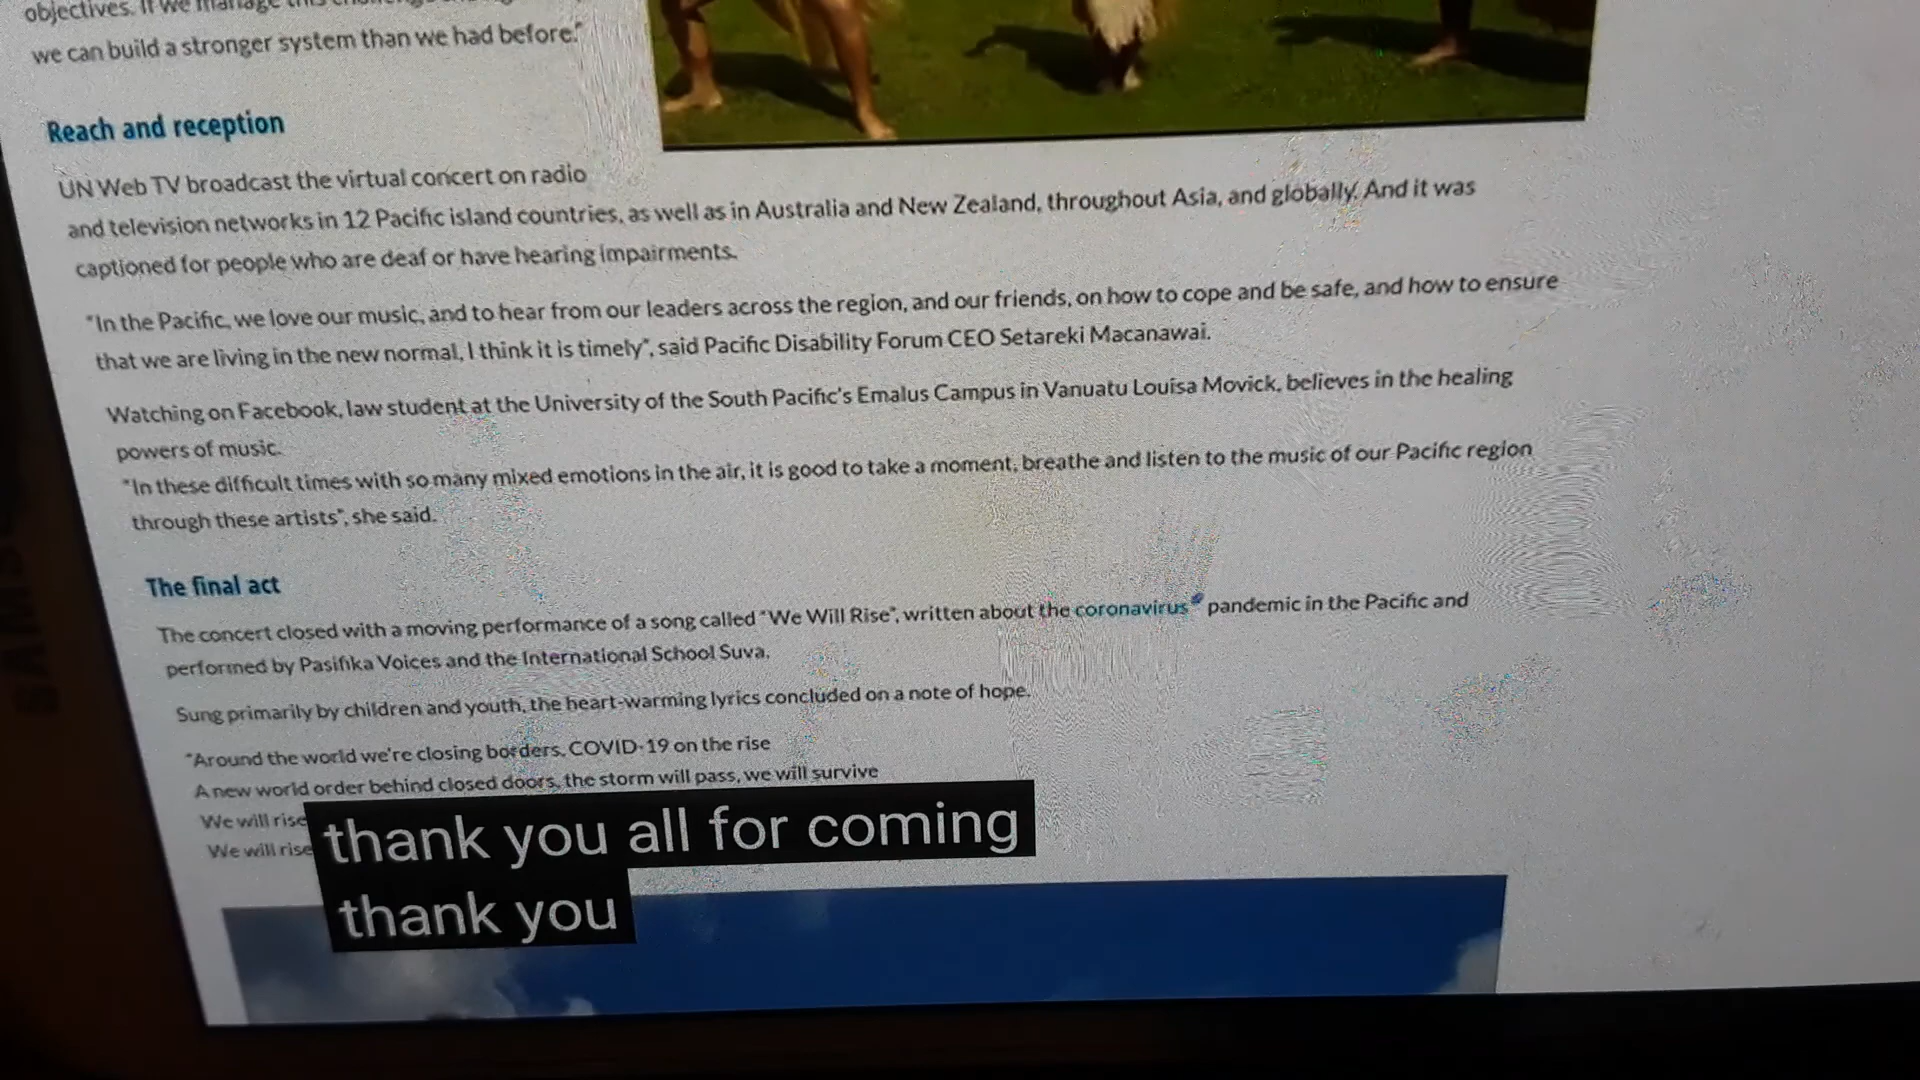 objectives. If we manage this
we can build a stronger system than we had before."
Reach and reception
UN Web TV broadcast the virtual concert on radio
and television networks in 12 Pacific island countries, as well as in Australia and New Zealand, throughout Asia, and globally. And it was
captioned for people who are deaf or have hearing impairments.
"In the Pacific, we love our music, and to hear from our leaders across the region, and our friends, on how to cope and be safe, and how to ensure
that we are living in the new normal, I think it is timely", said Pacific Disability Forum CEO Setareki Macanawai.
Watching on Facebook, law student at the University of the South Pacific's Emalus Campus in Vanuatu Louisa Movick, believes in the healing
powers of music.
"In these difficult times with so many mixed emotions in the air, it is good to take a moment, breathe and listen to the music of our Pacific region
through these artists", she said.
The final act
The concert closed with a moving performance of a song called "We Will Rise", written about the coronavirus pandemic in the Pacific and
performed by Pasifika Voices and the International School Suva.
Sung primarily by children and youth, the heart-warming lyrics concluded on a note of hope.
"Around the world we're closing borders, COVID-19 on the rise
A new world order behind closed doors, the storm will pass, we will survive
We will rise
We will rise
thank you all for coming
thank you